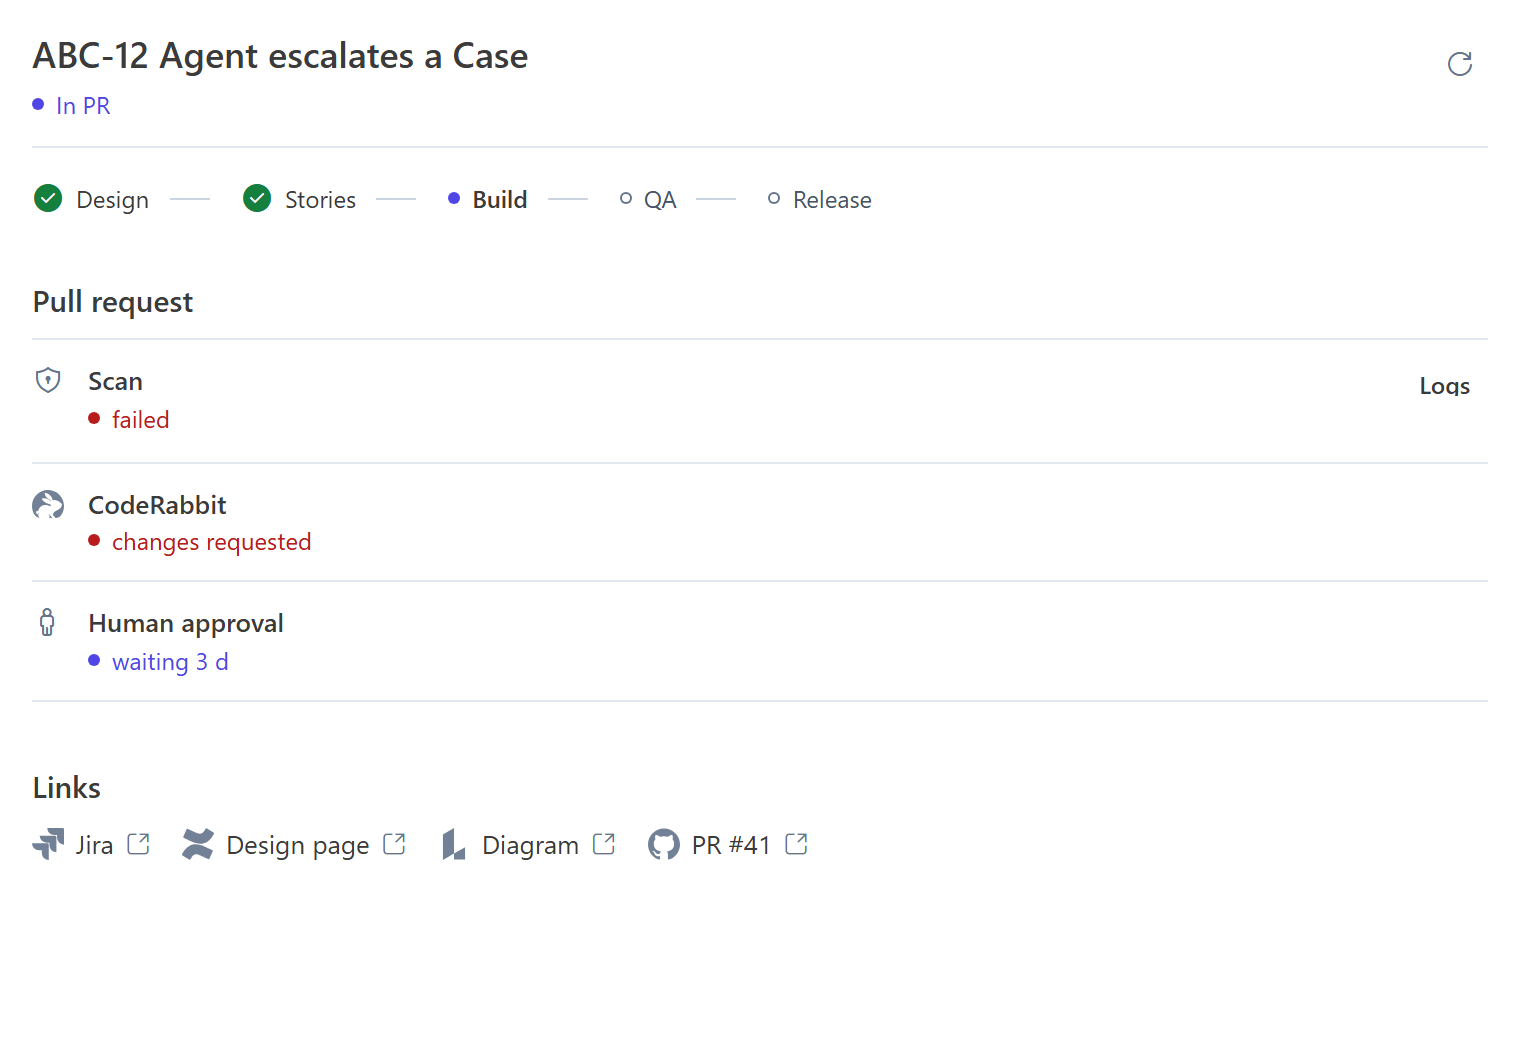 ABC-12 Agent escalates a Case
In PR
Design Stories Build QA Release
Pull request
Scan Logs
failed
CodeRabbit
changes requested
Human approval
waiting 3 d
Links
Jira Design page Diagram PR #41